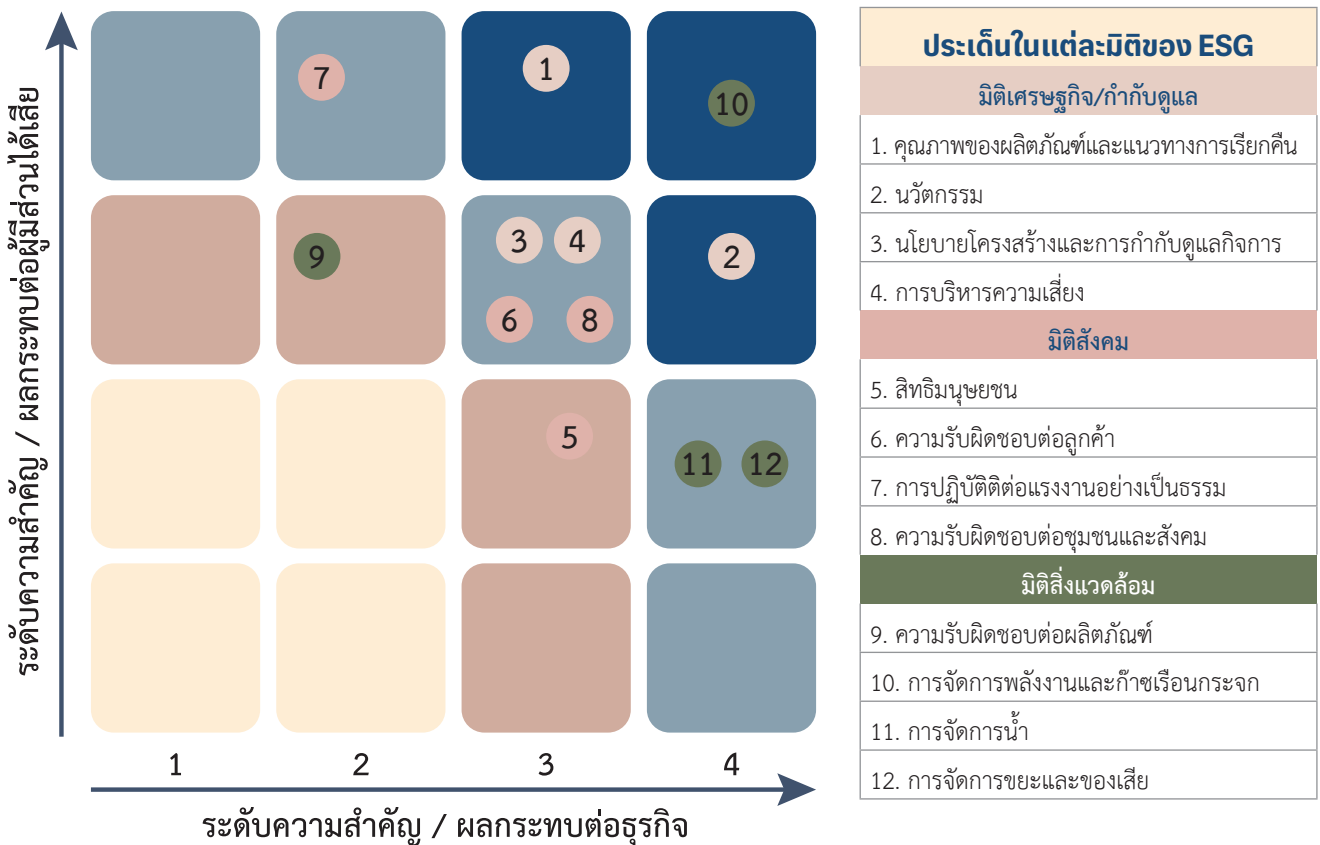 ระดับความสำคัญ / ผลกระทบต่อผู้มีส่วนได้เสีย
7
1
10
3
4
9
2
6
8
5
11
12
1
2
3
4
ระดับความสำคัญ / ผลกระทบต่อธุรกิจ
ประเด็นในแต่ละมิติของ ESG
มิติเศรษฐกิจ/กำกับดูแล
1. คุณภาพของผลิตภัณฑ์และแนวทางการเรียกคืน
2. นวัตกรรม
3. นโยบายโครงสร้างและการกำกับดูแลกิจการ
4. การบริหารความเสี่ยง
มิติสังคม
5. สิทธิมนุษยชน
6. ความรับผิดชอบต่อลูกค้า
7. การปฏิบัติติต่อแรงงานอย่างเป็นธรรม
8. ความรับผิดชอบต่อชุมชนและสังคม
มิติสิ่งแวดล้อม
9. ความรับผิดชอบต่อผลิตภัณฑ์
10. การจัดการพลังงานและก๊าซเรือนกระจก
11. การจัดการน้ำ
12. การจัดการขยะและของเสีย